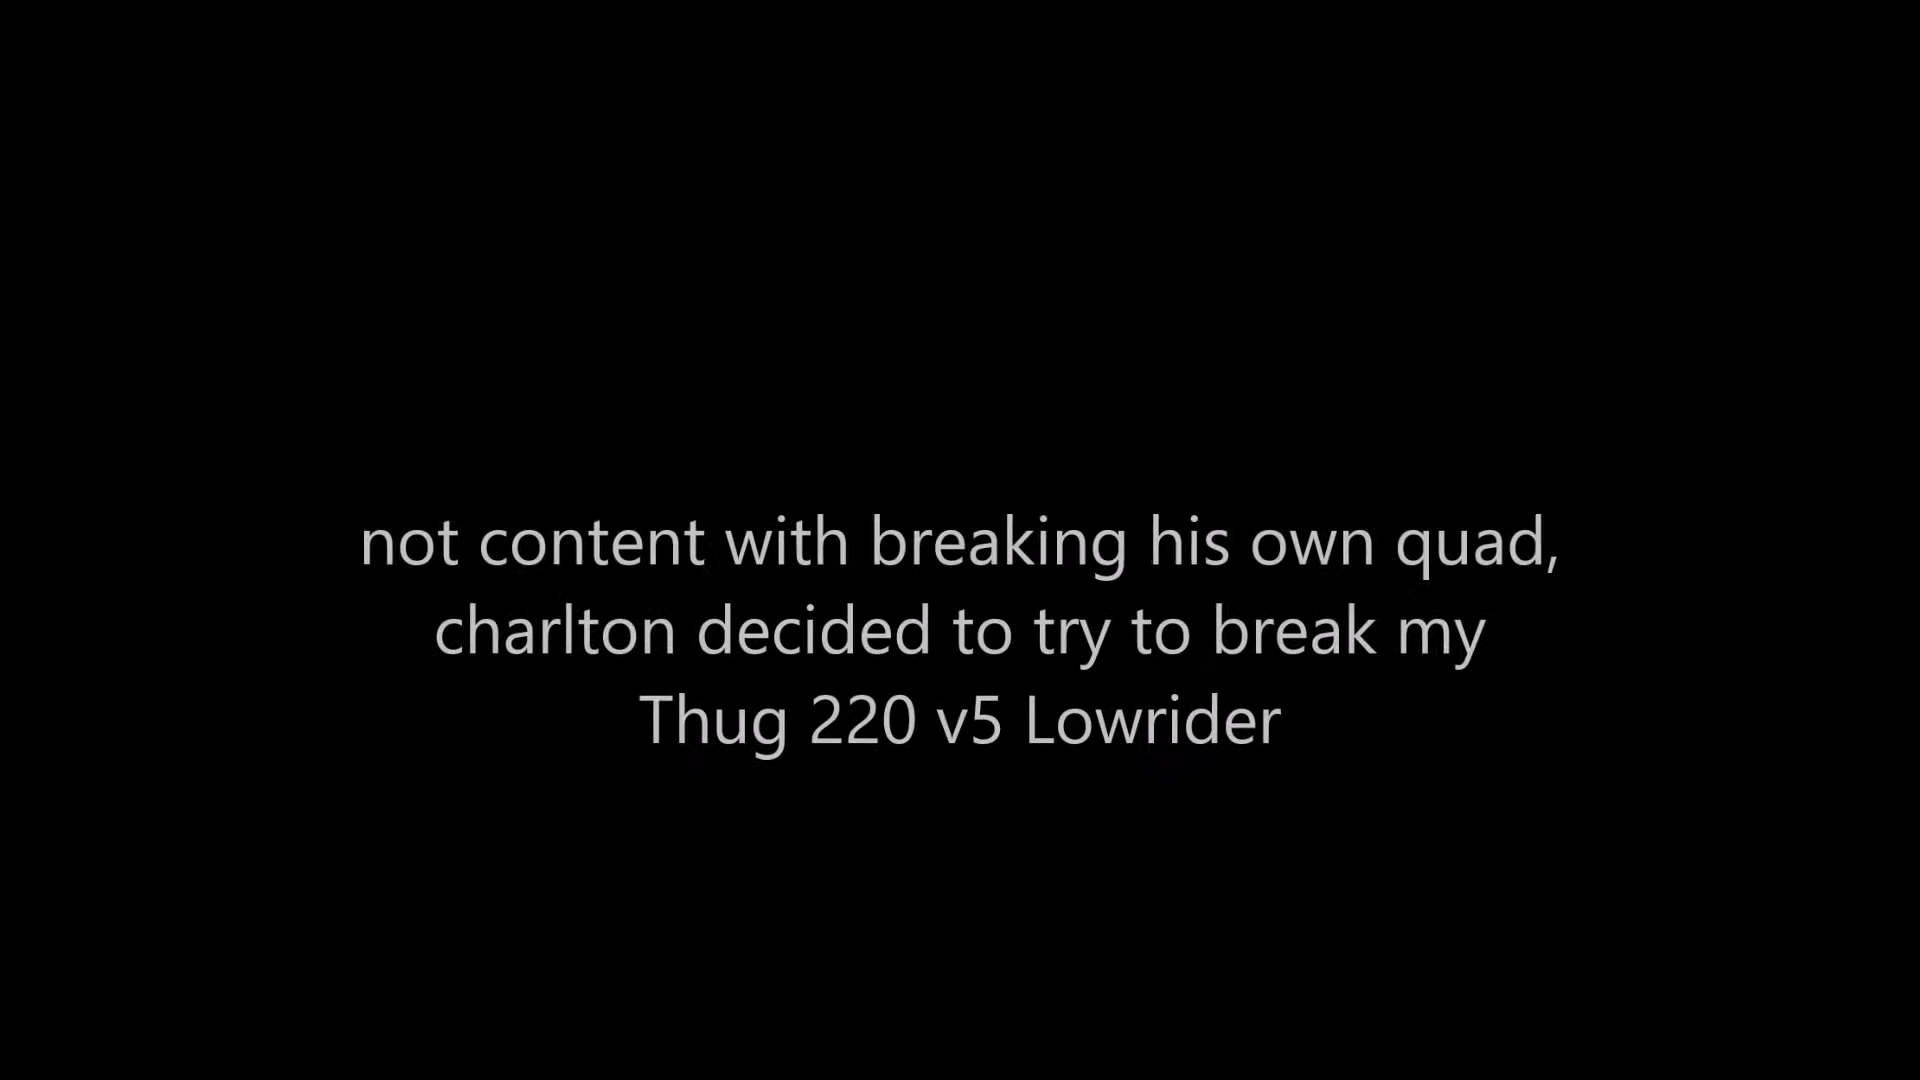 not content with breaking his own quad,
charlton decided to try to break my
Thug 220 v5 Lowrider